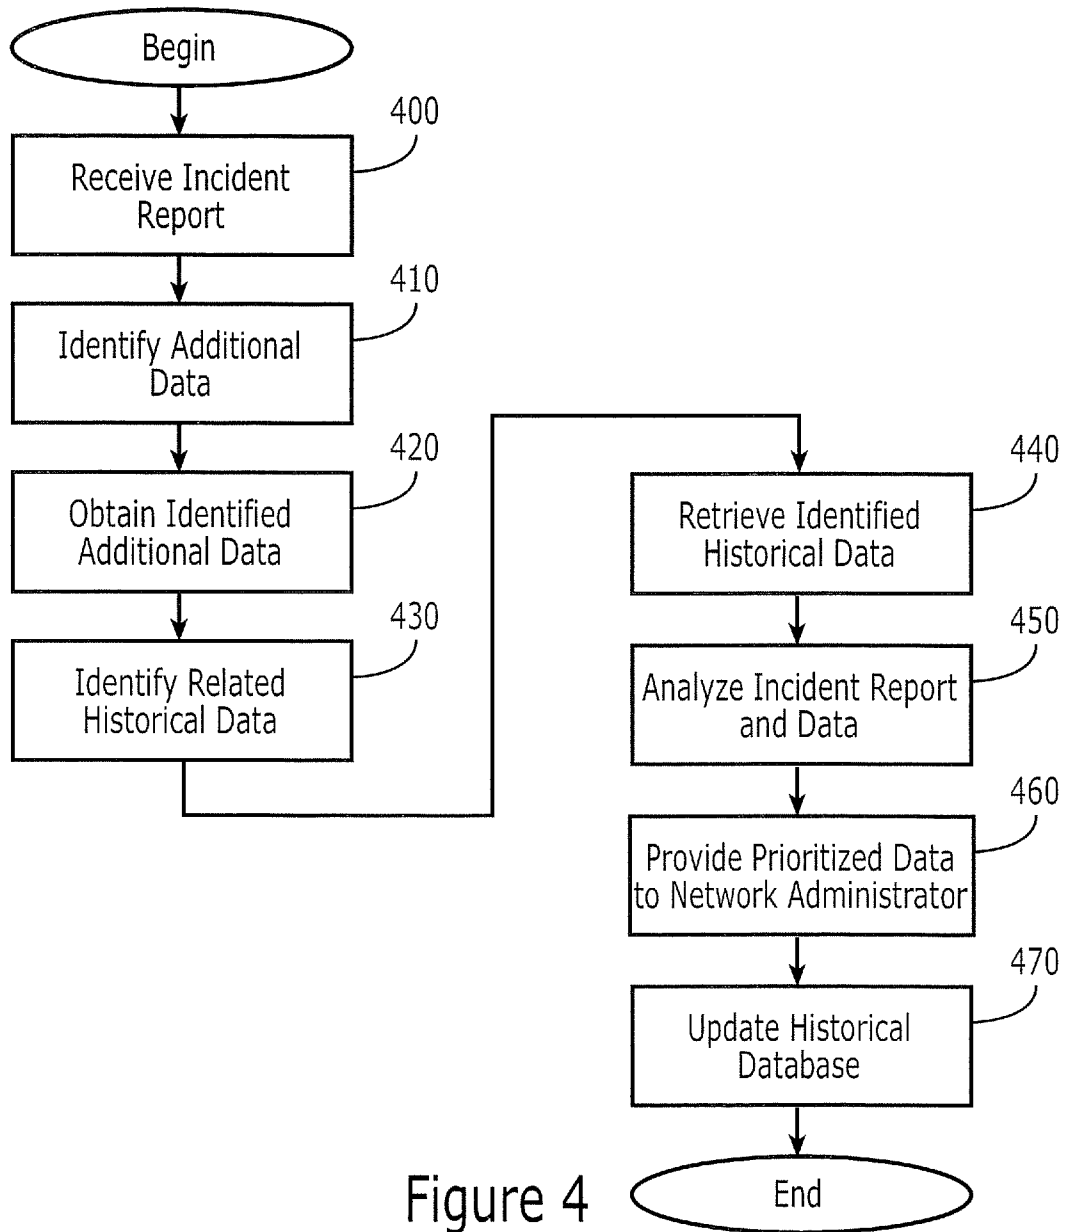 Begin
400
Receive Incident
Report
410
Identify Additional
Data
420
Obtain Identified
Additional Data
430
Identify Related
Historical Data
440
Retrieve Identified
Historical Data
450
Analyze Incident Report
and Data
460
Provide Prioritized Data
to Network Administrator
470
Update Historical
Database
End
Figure 4